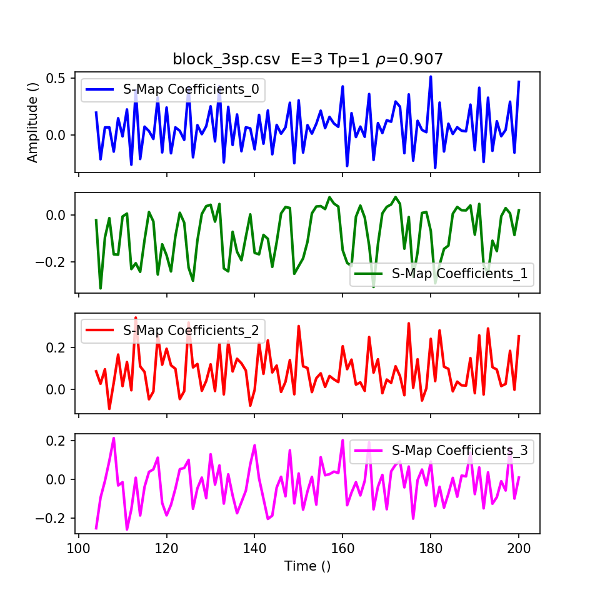 block_3sp.csv  E=3 Tp=1 ρ=0.907
0.5
0.0
Amplitude ()
S-Map Coefficients_0
0.0
−0.2
S-Map Coefficients_1
0.2
0.0
S-Map Coefficients_2
0.2
0.0
−0.2
S-Map Coefficients_3
100 120 140 160 180 200
Time ()